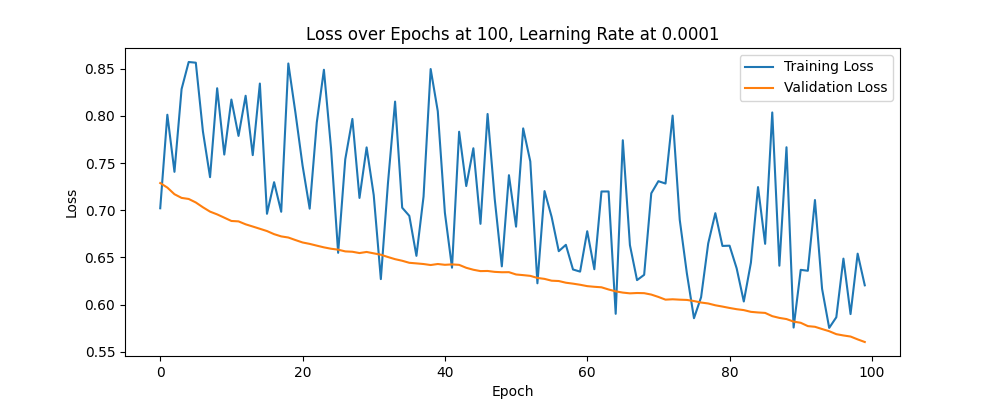 Loss over Epochs at 100, Learning Rate at 0.0001
Training Loss
Validation Loss
0.85
0.80
0.75
0.70
0.65
0.60
0.55
Loss
0
20
40
60
80
100
Epoch